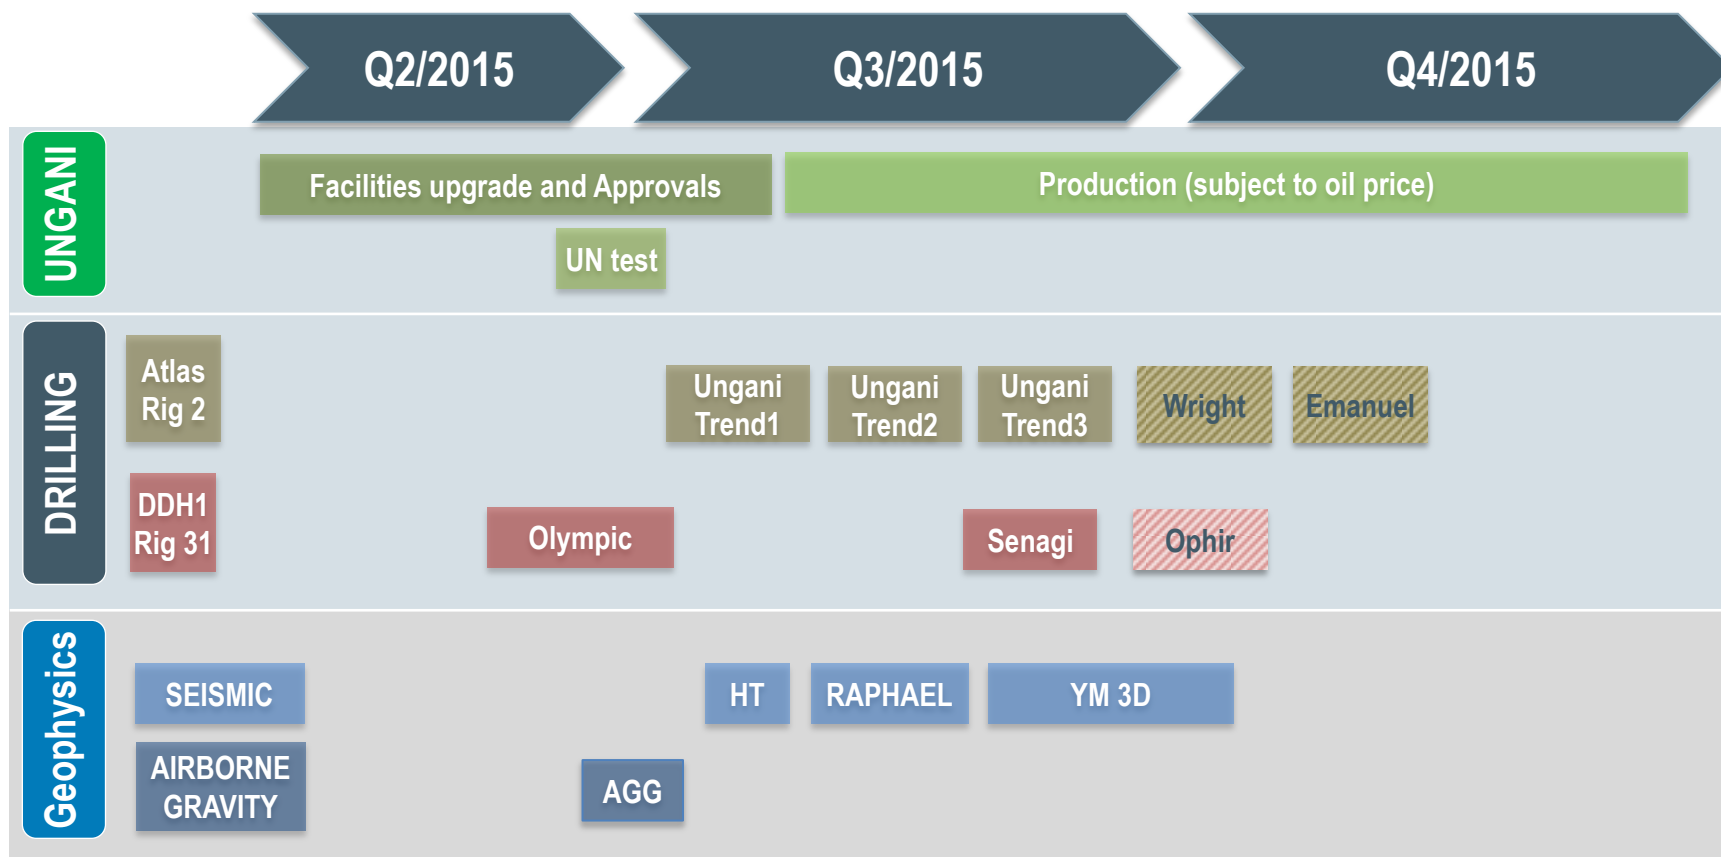 Q2/2015
Q3/2015
Q4/2015
UNGANI
Facilities upgrade and Approvals
Production (subject to oil price)
UN test
DRILLING
Atlas
Rig 2
Ungani
Trend1
Ungani
Trend2
Ungani
Trend3
Wright
Emanuel
DDH1
Rig 31
Olympic
Senagi
Ophir
Geophysics
SEISMIC
HT
RAPHAEL
YM 3D
AIRBORNE
GRAVITY
AGG